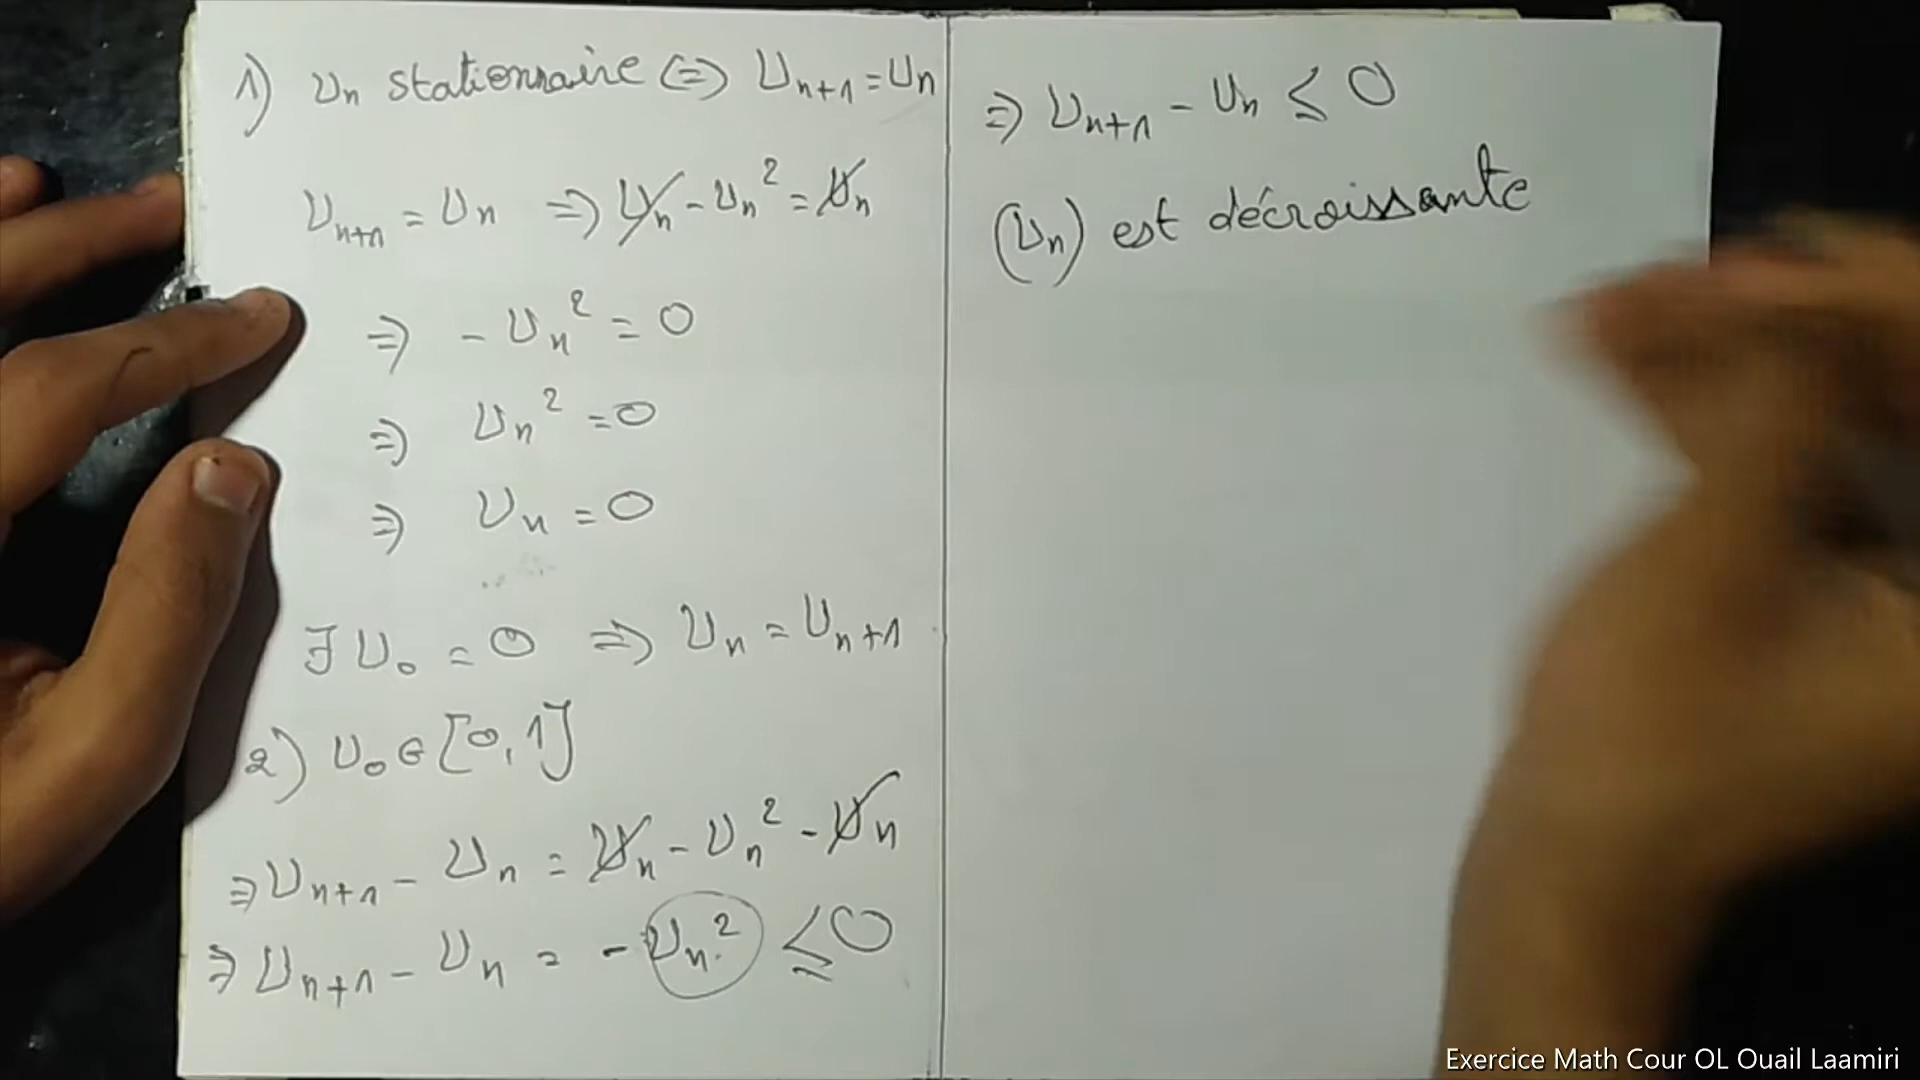 1) Un stationnaire (=) Un+1 = Un
Un+1 = Un => Un - Un² = Un
=> - Un² = 0
=> Un² = 0
=> Un = 0
∃ U0 = 0 => Un = Un+1
2) U0 ∈ [0,1]
=> Un+1 - Un = Un - Un² - Un
=> Un+1 - Un = - Un² ≤ 0
=> Un+1 - Un ≤ 0
(Un) est décroissante
Exercice Math Cour OL Ouail Laamiri